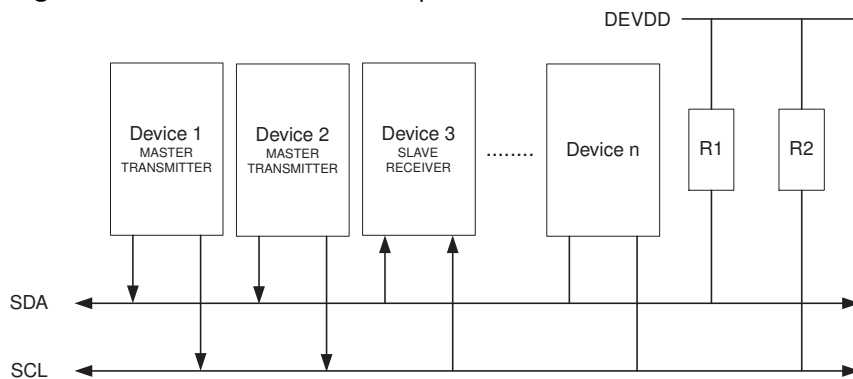 DEVDD
Device 1
MASTER
TRANSMITTER
Device 2
MASTER
TRANSMITTER
Device 3
SLAVE
RECEIVER
........
Device n
R1
R2
SDA
SCL